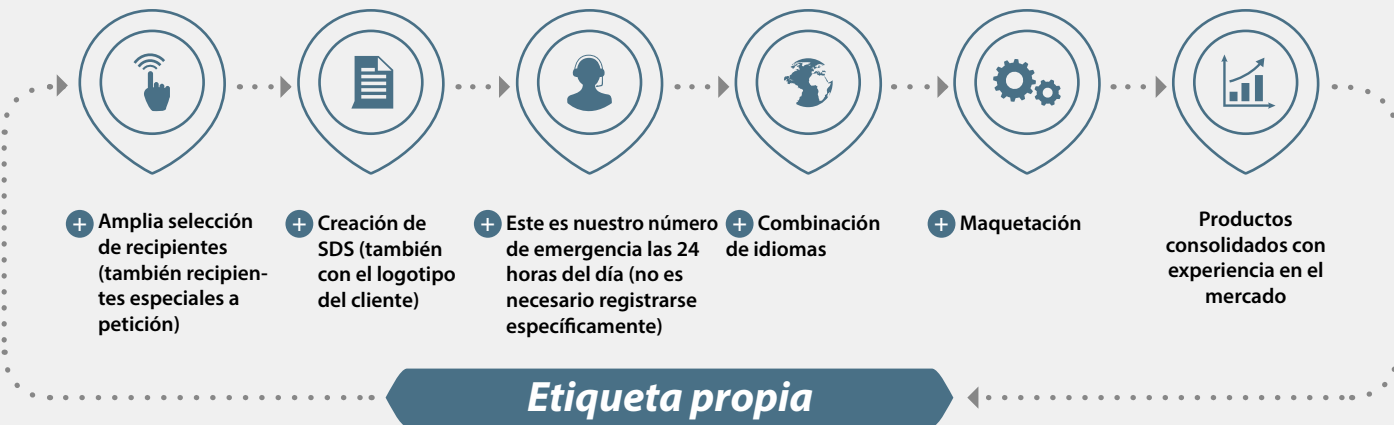 Amplia selección
de recipientes
(también recipien-
tes especiales a
petición)
Creación de
SDS (también
con el logotipo
del cliente)
Este es nuestro número
de emergencia las 24
horas del día (no es
necesario registrarse
específicamente)
Combinación
de idiomas
Maquetación
Productos
consolidados con
experiencia en el
mercado
Etiqueta propia